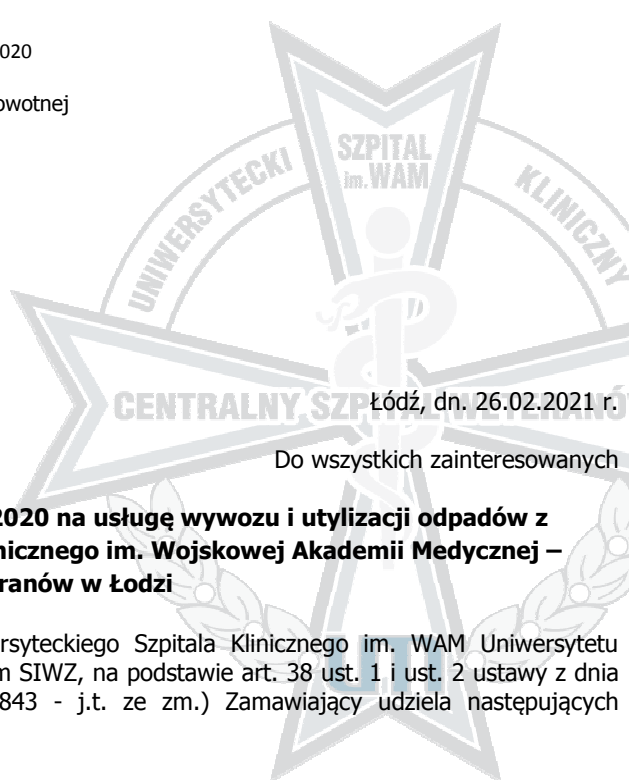 020
owotnej
SZPITAL
im. WAM
UNIWERSYTECKI
KLINICZNY
CENTRALNY SZPITAL WETERANÓ
Łódź, dn. 26.02.2021 r.
Do wszystkich zainteresowanych
2020 na usługę wywozu i utylizacji odpadów z
nicznego im. Wojskowej Akademii Medycznej –
ranów w Łodzi
rsyteckiego Szpitala Klinicznego im. WAM Uniwersytetu
m SIWZ, na podstawie art. 38 ust. 1 i ust. 2 ustawy z dnia
843 - j.t. ze zm.) Zamawiający udziela następujących